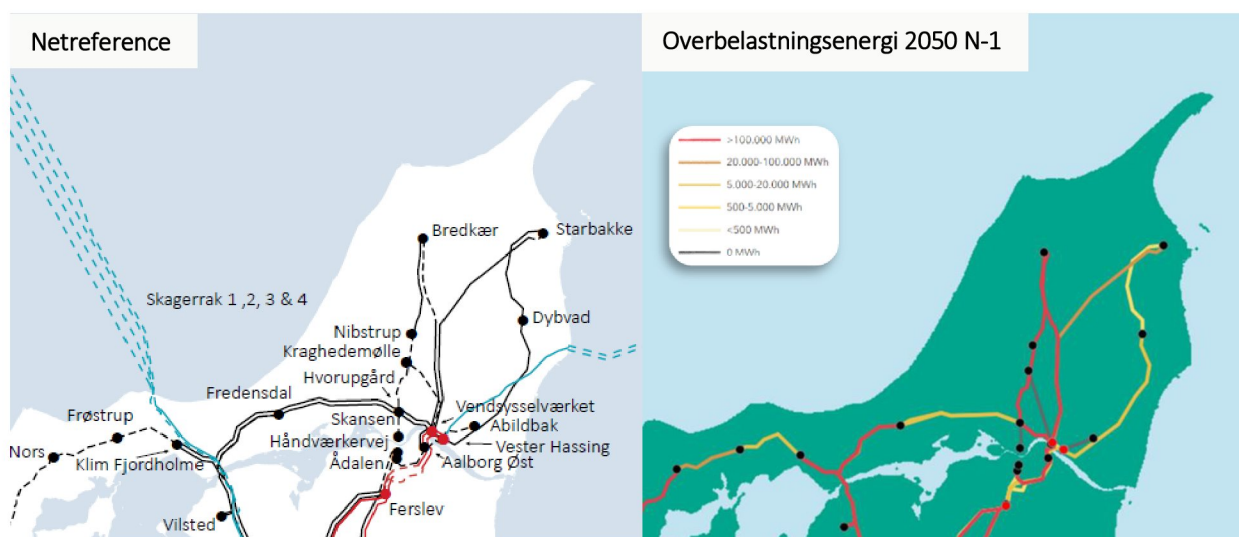 Netreference
Overbelastningsenergi 2050 N-1
>100.000 MWh
20.000-100.000 MWh
5.000-20.000 MWh
500-5.000 MWh
<500 MWh
0 MWh
Bredkær
Starbakke
Skagerrak 1 ,2, 3 & 4
Nibstrup
Dybvad
Kraghedemølle
Hvorupgård
Fredensdal
Vendsysselværket
Frøstrup
Skansen
Abildbak
Håndværkervej
Vester Hassing
Nors
Klim Fjordholme
Ådalen
Aalborg Øst
Ferslev
Vilsted